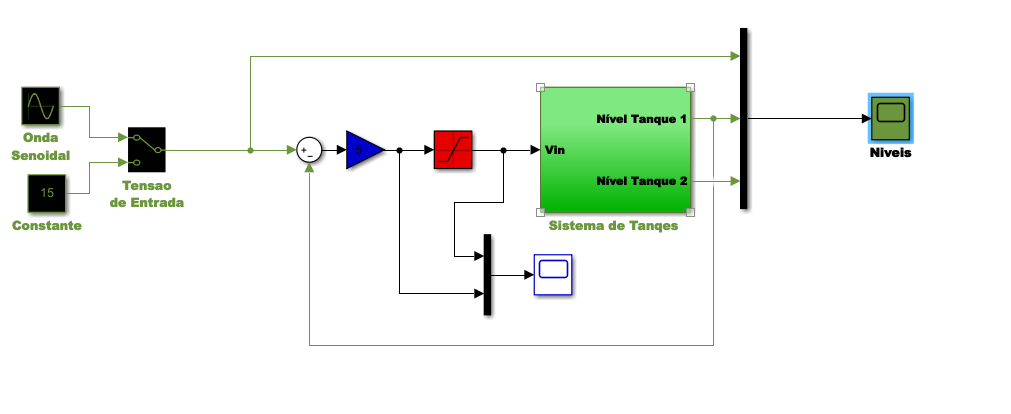 Onda
Senoidal
15
Constante
Tensao
de Entrada
+
-
5
Vin
Nível Tanque 1
Nível Tanque 2
Sistema de Tanqes
Niveis